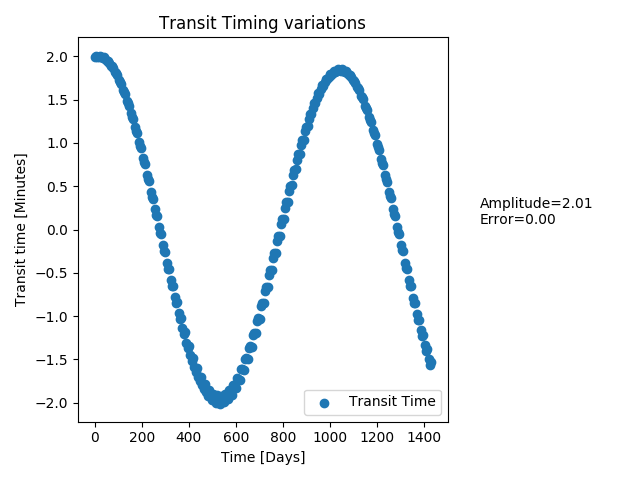 Transit Timing variations
Transit time [Minutes]
2.0
1.5
1.0
0.5
0.0
−0.5
−1.0
−1.5
−2.0
0 200 400 600 800 1000 1200 1400
Time [Days]
Transit Time
Amplitude=2.01
Error=0.00